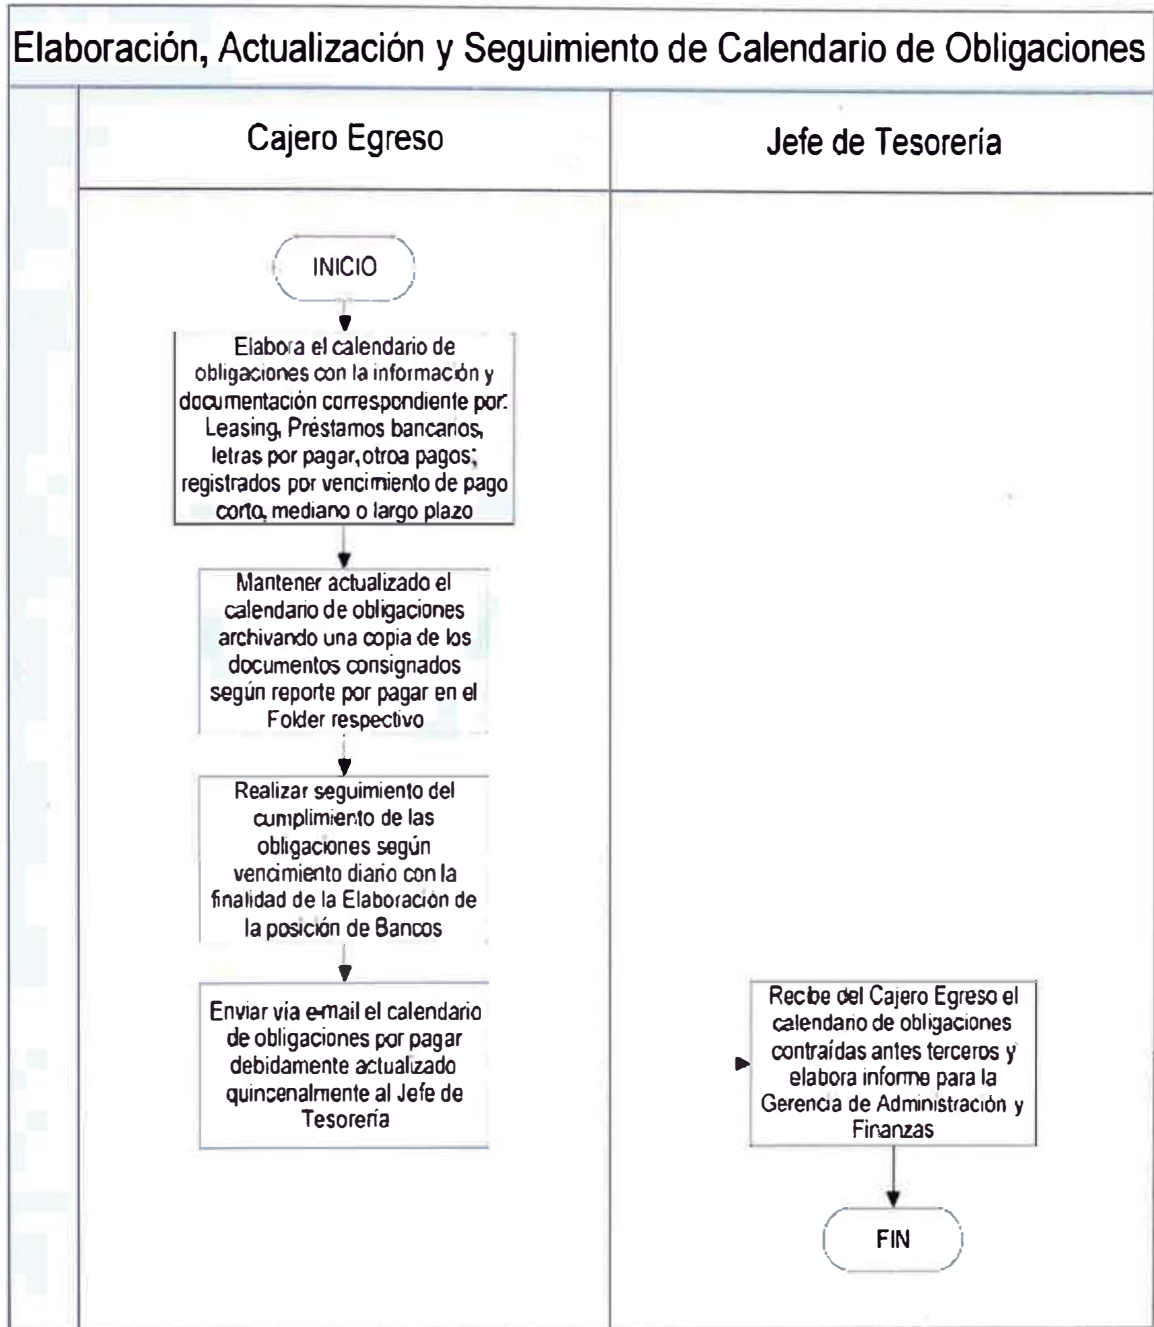 Elaboración, Actualización y Seguimiento de Calendario de Obligaciones
Cajero Egreso
Jefe de Tesorería
INICIO
Elabora el calendario de
obligaciones con la información y
documentación correspondiente por:
Leasing, Préstamos bancarios,
letras por pagar, otroa pagos;
registrados por vencimiento de pago
corto, mediano o largo plazo
Mantener actualizado el
calendario de obligaciones
archivando una copia de los
documentos consignados
según reporte por pagar en el
Folder respectivo
Realizar seguimiento del
cumplimiento de las
obligaciones según
vencimiento diario con la
finalidad de la Elaboración de
la posición de Bancos
Enviar vía e-mail el calendario
de obligaciones por pagar
debidamente actualizado
quincenalmente al Jefe de
Tesorería
Recibe del Cajero Egreso el
calendario de obligaciones
contraídas antes terceros y
elabora informe para la
Gerencia de Administración y
Finanzas
FIN